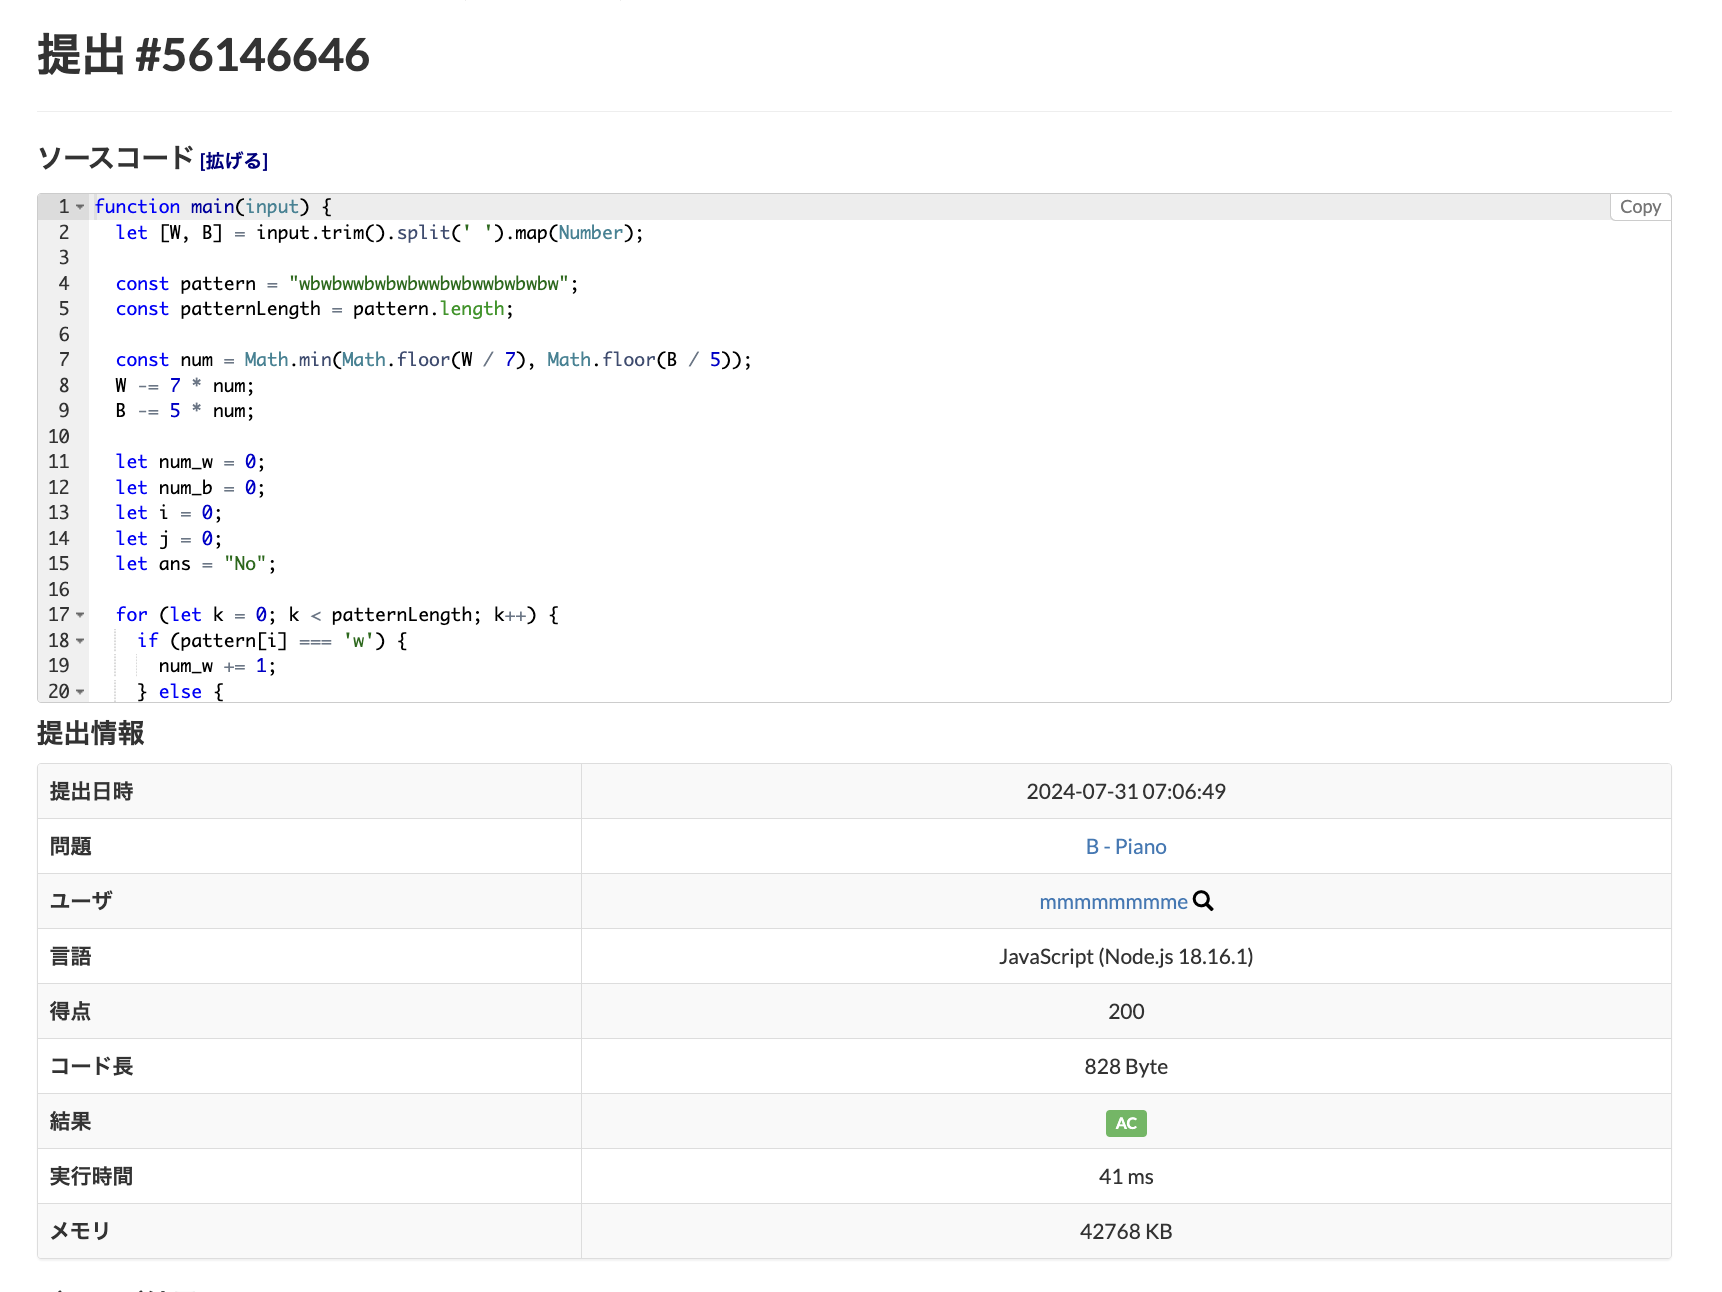 提出 #56146646
ソースコード [拡げる]
Copy
1 function main(input) {
2 let [W, B] = input.trim().split(' ').map(Number);
3
4 const pattern = "wbwbwwbwbwbwwbwbwwbwbwbw";
5 const patternLength = pattern.length;
6
7 const num = Math.min(Math.floor(W / 7), Math.floor(B / 5));
8 W -= 7 * num;
9 B -= 5 * num;
10
11 let num_w = 0;
12 let num_b = 0;
13 let i = 0;
14 let j = 0;
15 let ans = "No";
16
17 for (let k = 0; k < patternLength; k++) {
18 if (pattern[i] === 'w') {
19 num_w += 1;
20 } else {
提出情報
提出日時 2024-07-31 07:06:49
問題 B - Piano
ユーザ mmmmmmmmme
言語 JavaScript (Node.js 18.16.1)
得点 200
コード長 828 Byte
結果 AC
実行時間 41 ms
メモリ 42768 KB